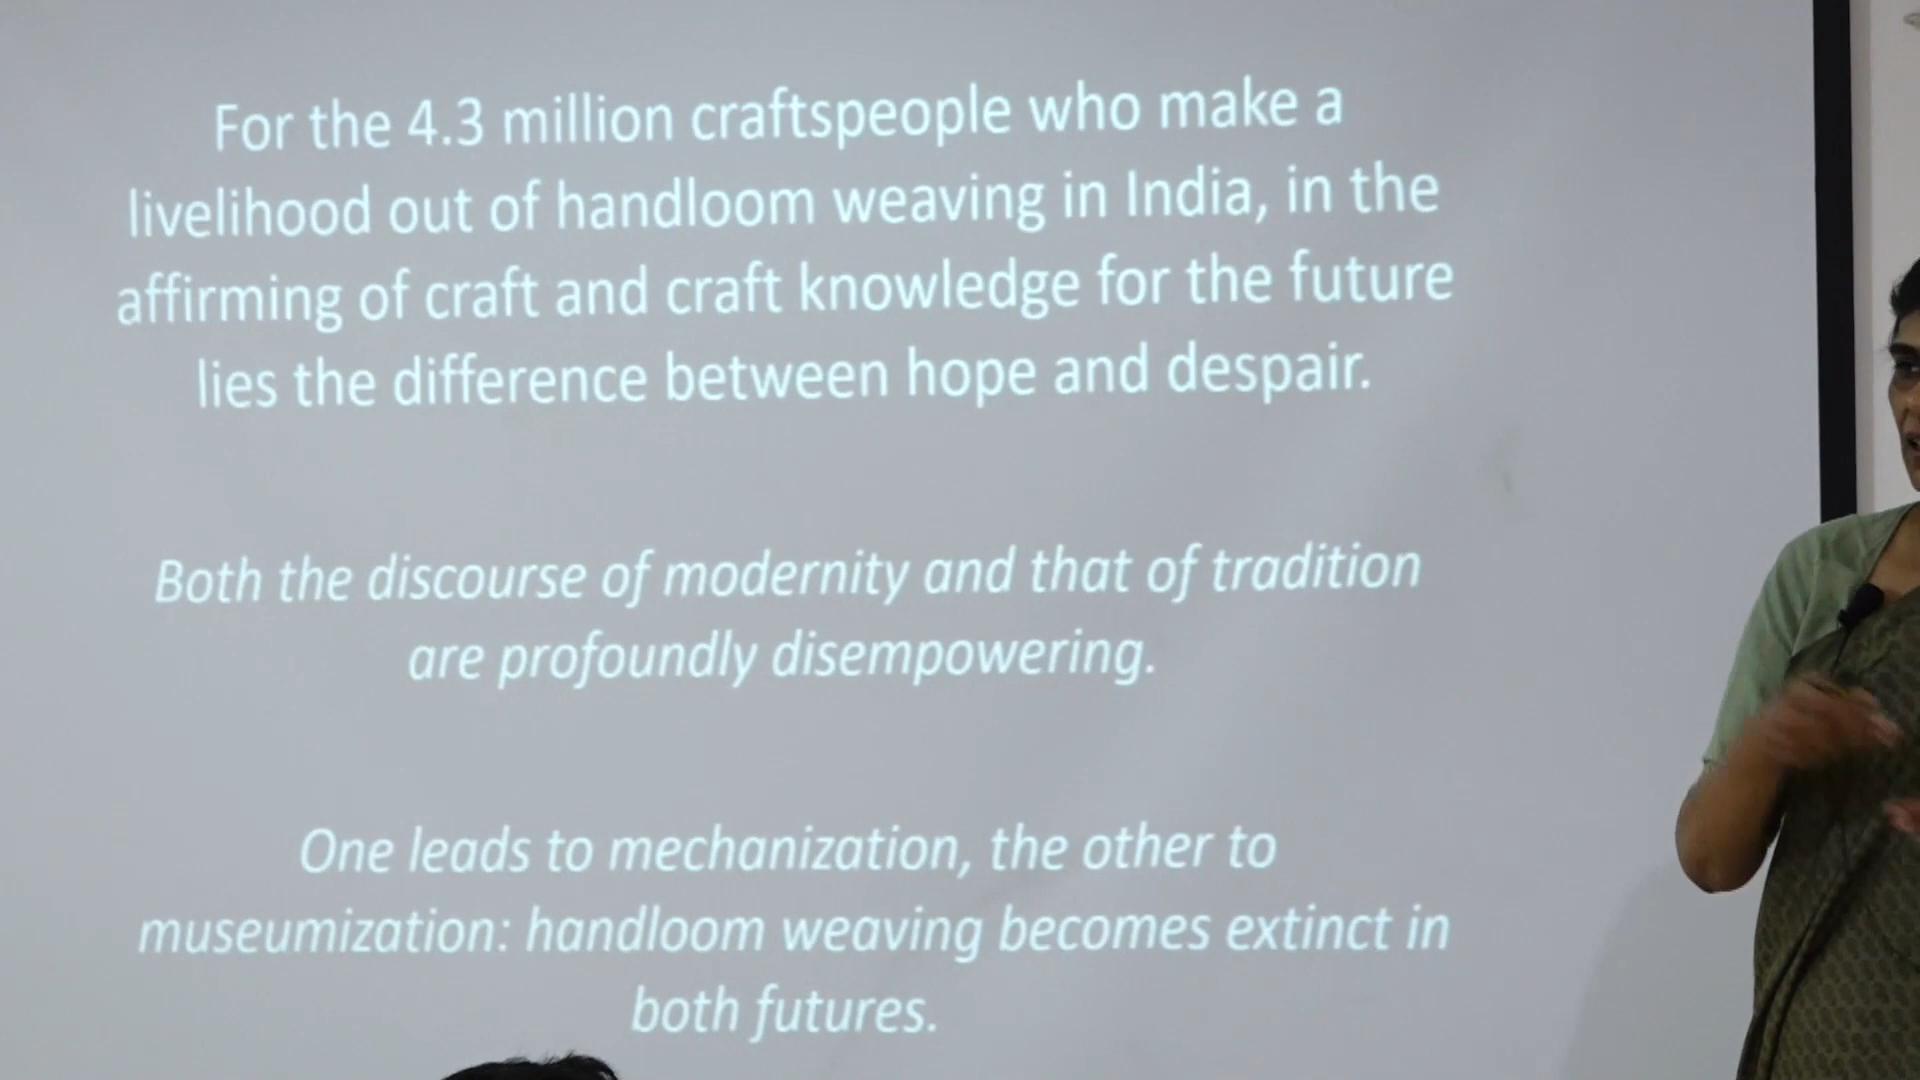 For the 4.3 million craftspeople who make a
livelihood out of handloom weaving in India, in the
affirming of craft and craft knowledge for the future
lies the difference between hope and despair.
Both the discourse of modernity and that of tradition
are profoundly disempowering.
One leads to mechanization, the other to
museumization: handloom weaving becomes extinct in
both futures.